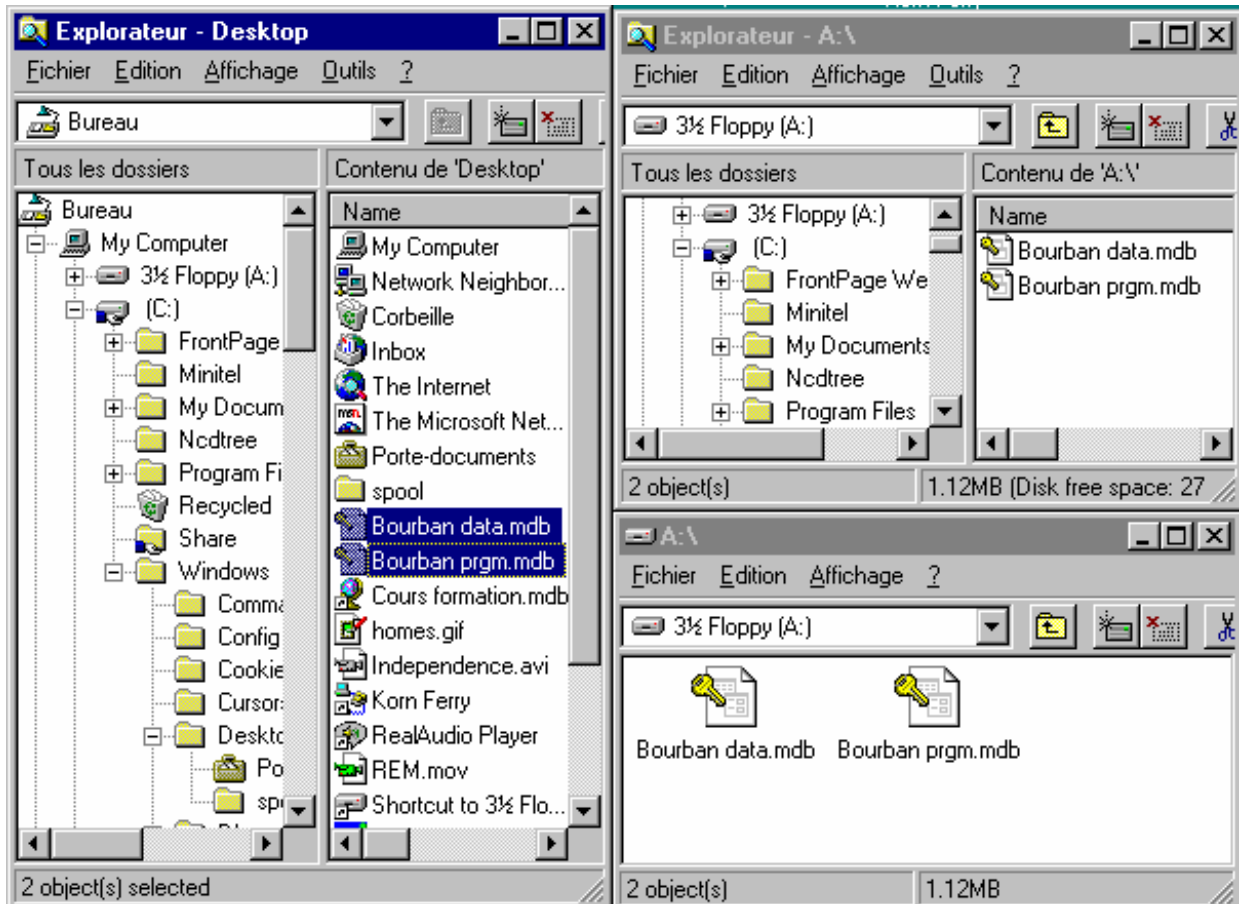 Explorateur - Desktop
Fichier Edition Affichage Outils ?
Bureau
Tous les dossiers
Contenu de 'Desktop'
Bureau
My Computer
3½ Floppy (A:)
(C:)
FrontPage
Minitel
My Docum
Ncdtree
Program Fi
Recycled
Share
Windows
Comma
Config
Cookie
Cursor
Deskto
Po
spo
Name
My Computer
Network Neighbor...
Corbeille
Inbox
The Internet
The Microsoft Net...
Porte-documents
spool
Bourban data.mdb
Bourban prgm.mdb
Cours formation.mdb
homes.gif
Independence.avi
Korn Ferry
RealAudio Player
REM.mov
Shortcut to 3½ Flo...
2 object(s) selected
Explorateur - A:\
Fichier Edition Affichage Outils ?
3½ Floppy (A:)
Tous les dossiers
Contenu de 'A:\'
3½ Floppy (A:)
(C:)
FrontPage We
Minitel
My Documents
Ncdtree
Program Files
Name
Bourban data.mdb
Bourban prgm.mdb
2 object(s)
1.12MB (Disk free space: 27
A:\
Fichier Edition Affichage ?
3½ Floppy (A:)
Bourban data.mdb
Bourban prgm.mdb
2 object(s)
1.12MB